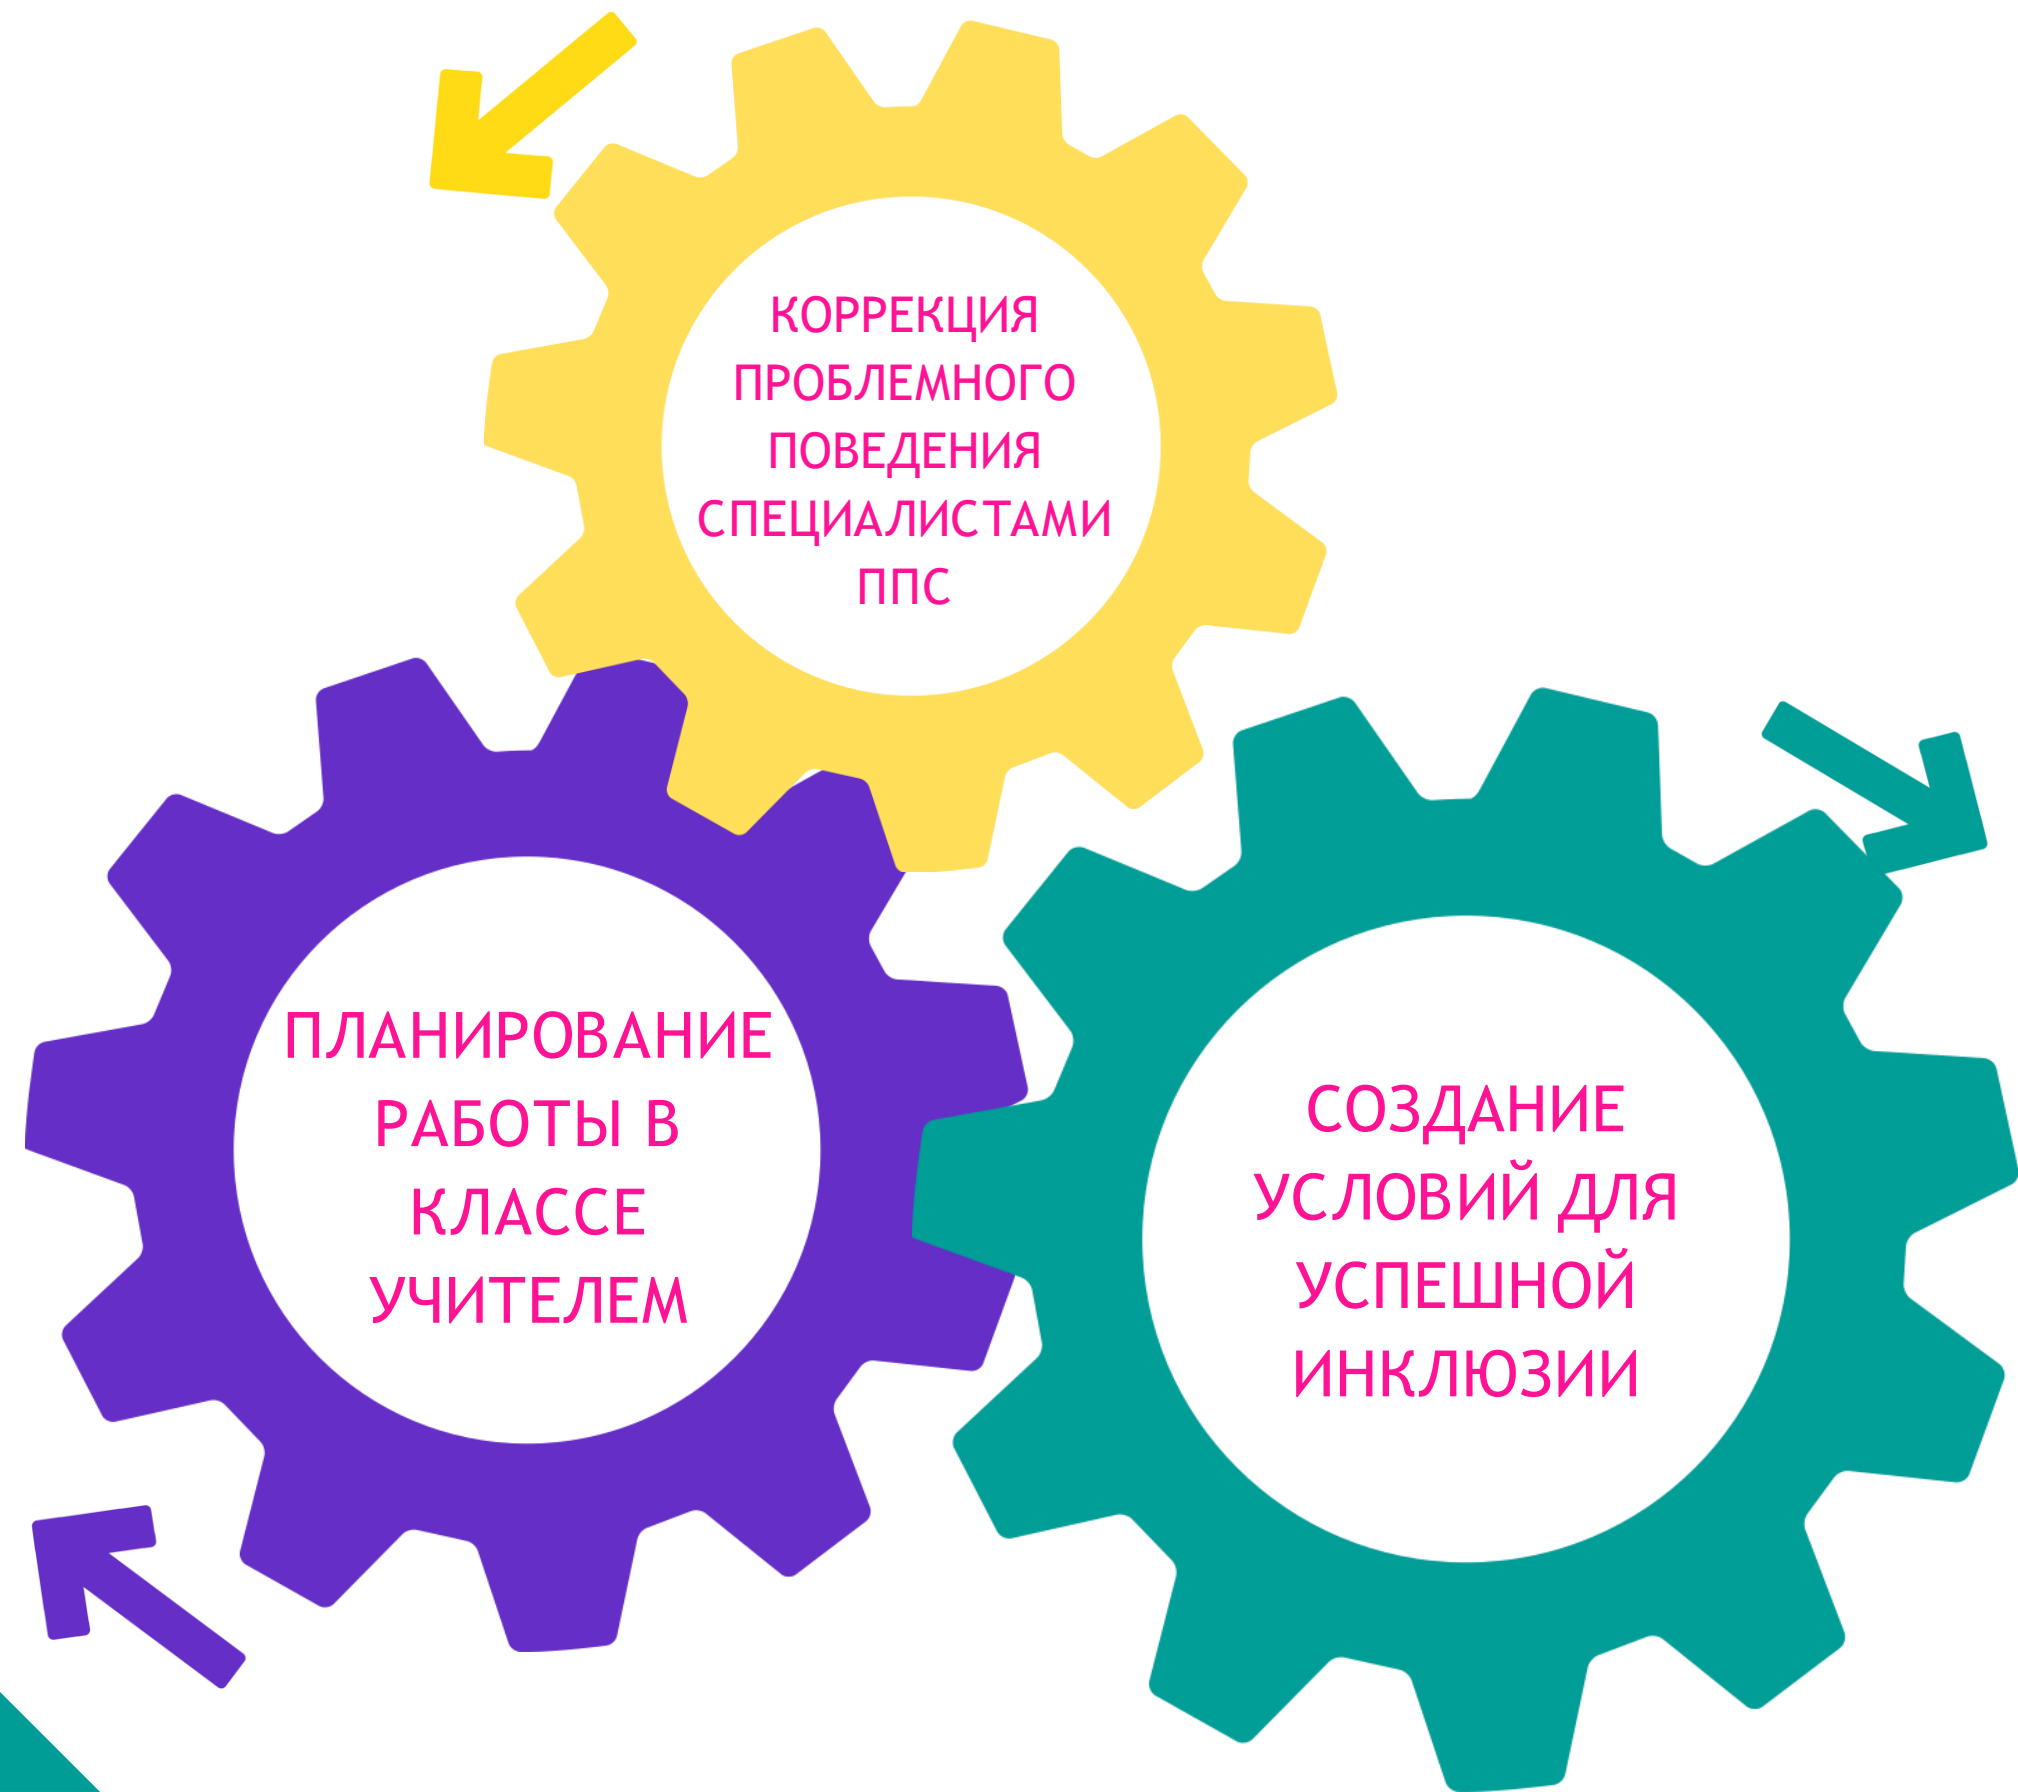 КОРРЕКЦИЯ
ПРОБЛЕМНОГО
ПОВЕДЕНИЯ
СПЕЦИАЛИСТАМИ
ППС
ПЛАНИРОВАНИЕ
РАБОТЫ В
КЛАССЕ
УЧИТЕЛЕМ
СОЗДАНИЕ
УСЛОВИЙ ДЛЯ
УСПЕШНОЙ
ИНКЛЮЗИИ